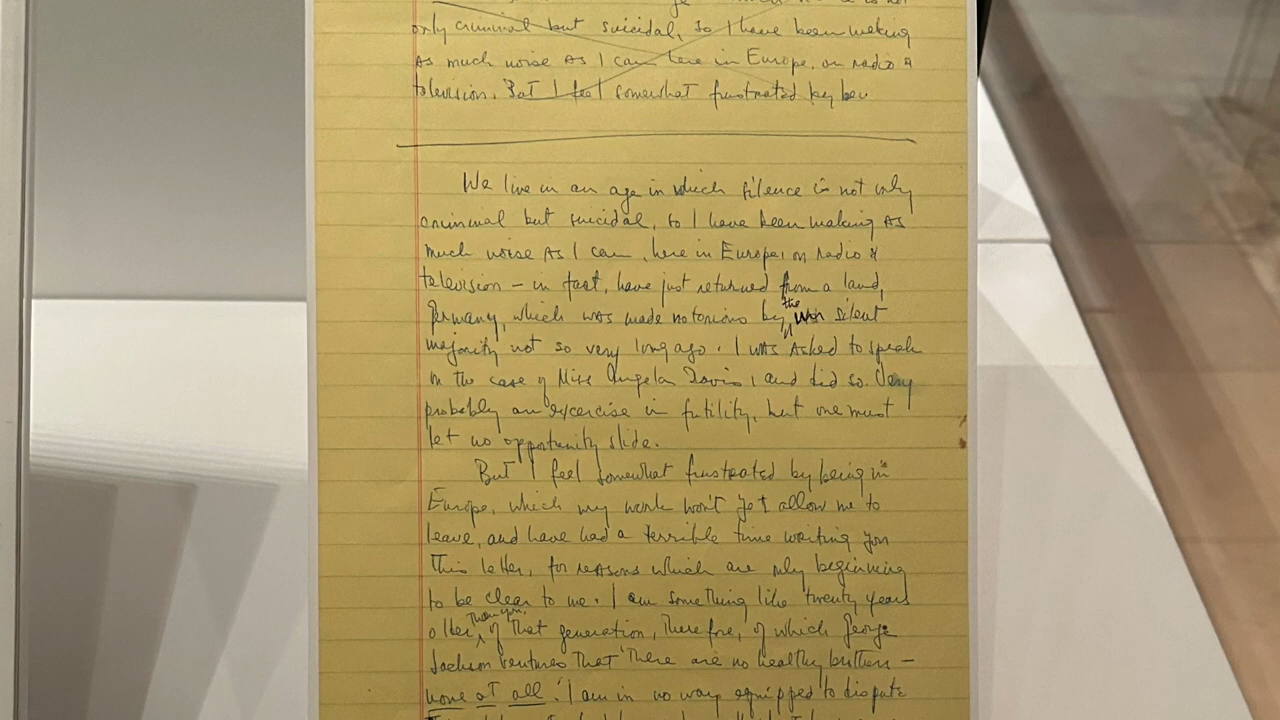 only criminal but suicidal, so I have been making
as much noise as I can here in Europe, on radio &
television. But I feel somewhat frustrated by bei
We live in an age in which silence is not only
criminal but suicidal, so I have been making as
much noise as I can, here in Europe, on radio &
television – in fact, have just returned from a land,
Germany, which was made notorious by the silent
majority not so very long ago. I was asked to speak
on the case of Miss Angela Davis, and did so. Very
probably an exercise in futility, but one must
let no opportunity slide.
But I feel somewhat frustrated by being in
Europe, which my work won't yet allow me to
leave, and have had a terrible time writing you
this letter, for reasons which are only beginning
to be clear to me. I am something like twenty years
older than you, of that generation, therefore, of which George
Jackson ventures that "there are no healthy brothers –
none at all." I am in no way equipped to dispute